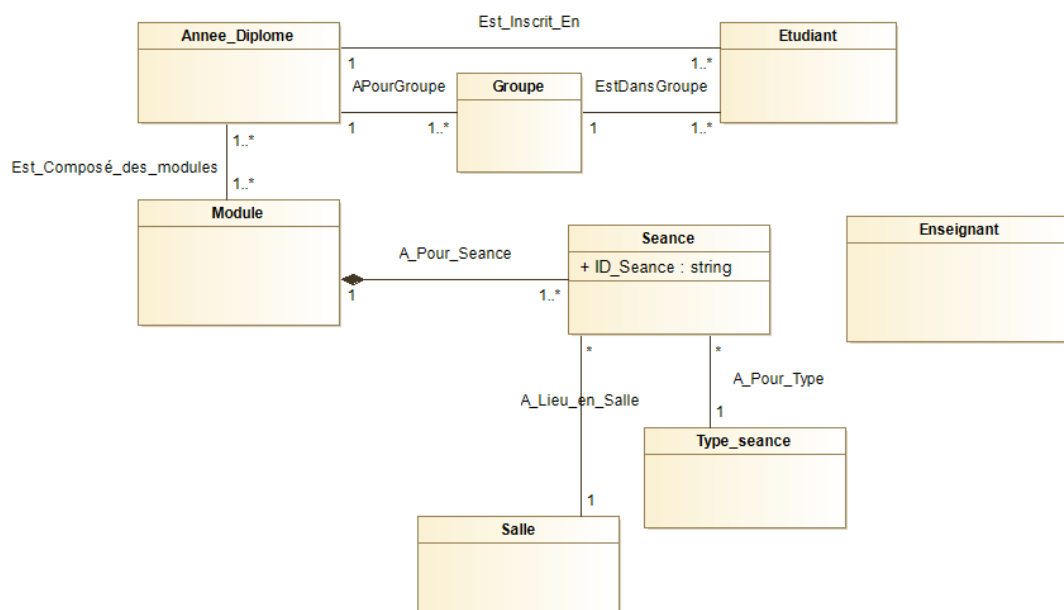 Est_Inscrit_En
Annee_Diplome
Etudiant
1
1..*
APourGroupe
Groupe
EstDansGroupe
1
1..*
1
1..*
1..*
Est_Composé_des_modules
1..*
Module
Seance
Enseignant
A_Pour_Seance
+ ID_Seance : string
1
1..*
*
*
A_Pour_Type
A_Lieu_en_Salle
1
Type_seance
1
Salle